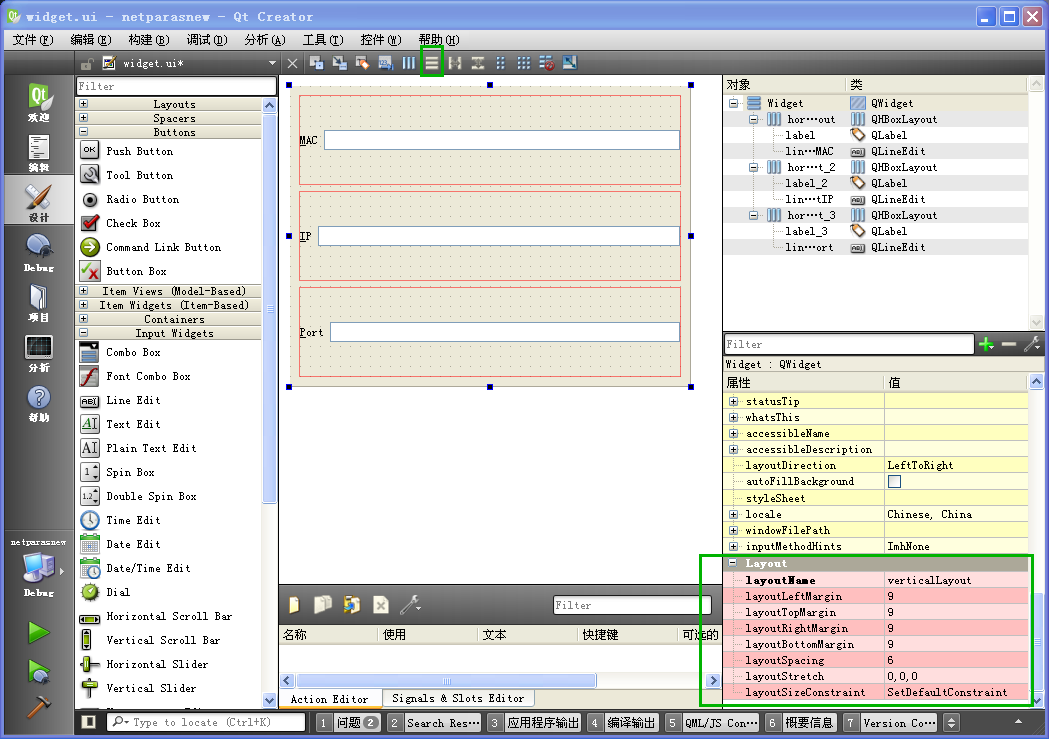 widget.ui - netparasnew - Qt Creator
文件(F) 编辑(E) 构建(B) 调试(D) 分析(A) 工具(T) 控件(W) 帮助(H)
widget.ui*
欢迎
编辑
设计
Debug
项目
分析
帮助
netparasnew
Debug
Filter
Layouts
Spacers
Buttons
OK Push Button
Tool Button
Radio Button
Check Box
Command Link Button
Button Box
Item Views (Model-Based)
Item Widgets (Item-Based)
Containers
Input Widgets
Combo Box
Font Combo Box
ABI Line Edit
AI Text Edit
AI Plain Text Edit
1 Spin Box
1.2 Double Spin Box
Time Edit
Date Edit
Date/Time Edit
Dial
Horizontal Scroll Bar
Vertical Scroll Bar
Horizontal Slider
Vertical Slider
MAC
IP
Port
Filter
名称 使用 文本 快捷键 可选的
Action Editor Signals & Slots Editor
对象 类
Widget QWidget
hor···out QHBoxLayout
label QLabel
lin···MAC ABI QLineEdit
hor···t_2 QHBoxLayout
label_2 QLabel
lin···tIP ABI QLineEdit
hor···t_3 QHBoxLayout
label_3 QLabel
lin···ort ABI QLineEdit
Filter
Widget : QWidget
属性 值
statusTip
whatsThis
accessibleName
accessibleDescription
layoutDirection LeftToRight
autoFillBackground
styleSheet
locale Chinese, China
windowFilePath
inputMethodHints ImhNone
Layout
layoutName verticalLayout
layoutLeftMargin 9
layoutTopMargin 9
layoutRightMargin 9
layoutBottomMargin 9
layoutSpacing 6
layoutStretch 0,0,0
layoutSizeConstraint SetDefaultConstraint
Type to locate (Ctrl+K) 1 问题 2 2 Search Res··· 3 应用程序输出 4 编译输出 5 QML/JS Con··· 6 概要信息 7 Version Co···